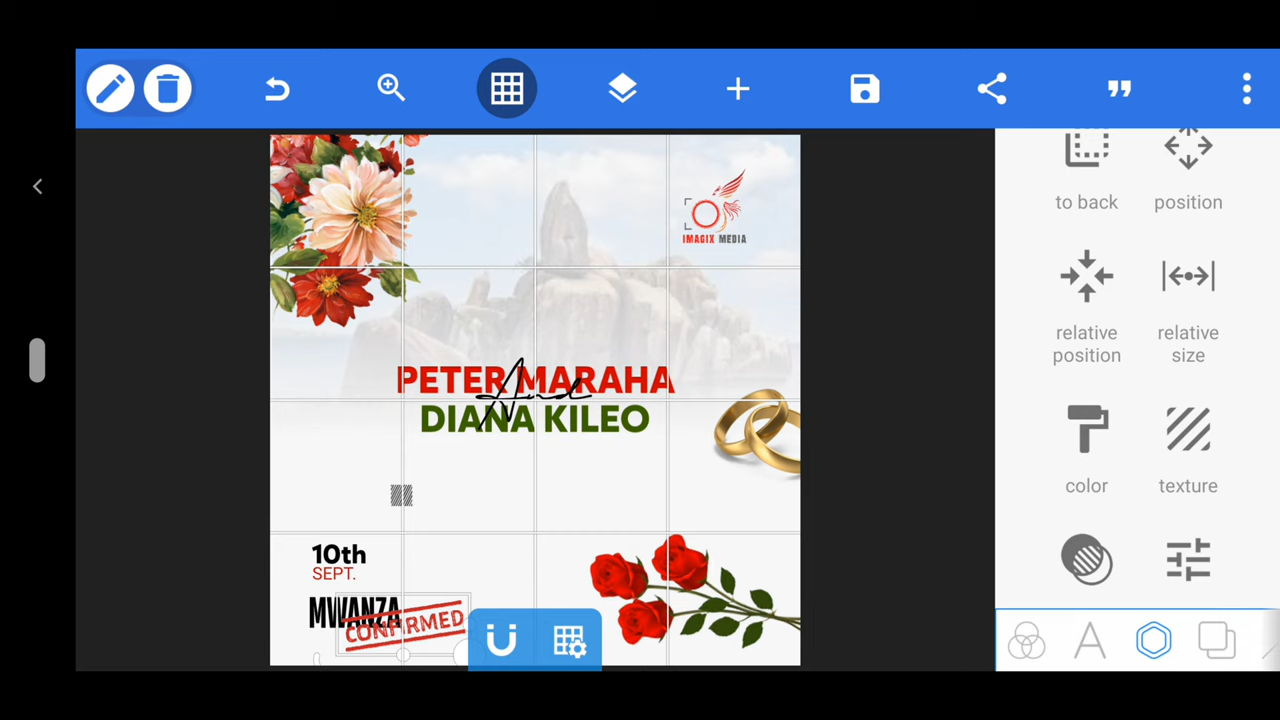 IMAGIX MEDIA
PETER MARAHA
And
DIANA KILEO
10th
SEPT.
MWANZA
CONFIRMED
to back
position
relative
position
relative
size
color
texture